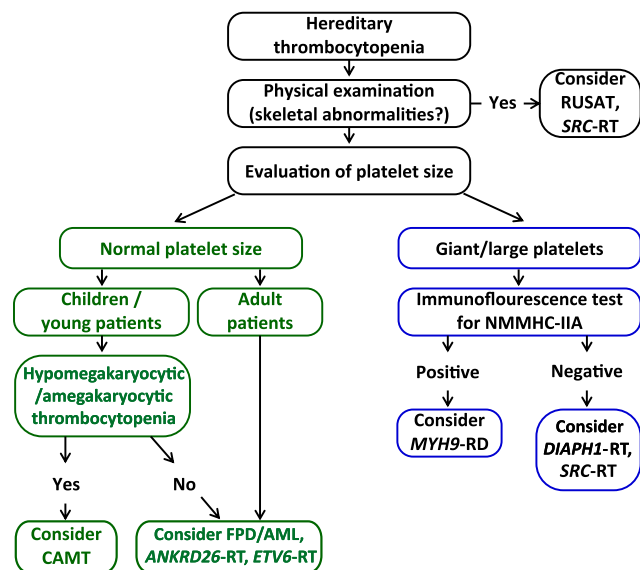 Hereditary
thrombocytopenia
Physical examination
(skeletal abnormalities?)
Yes
Consider
RUSAT,
SRC-RT
Evaluation of platelet size
Normal platelet size
Giant/large platelets
Children /
young patients
Adult
patients
Immunoflourescence test
for NMMHC-IIA
Hypomegakaryocytic
/amegakaryocytic
thrombocytopenia
Positive
Negative
Consider
MYH9-RD
Consider
DIAPH1-RT,
SRC-RT
Yes
No
Consider
CAMT
Consider FPD/AML,
ANKRD26-RT, ETV6-RT